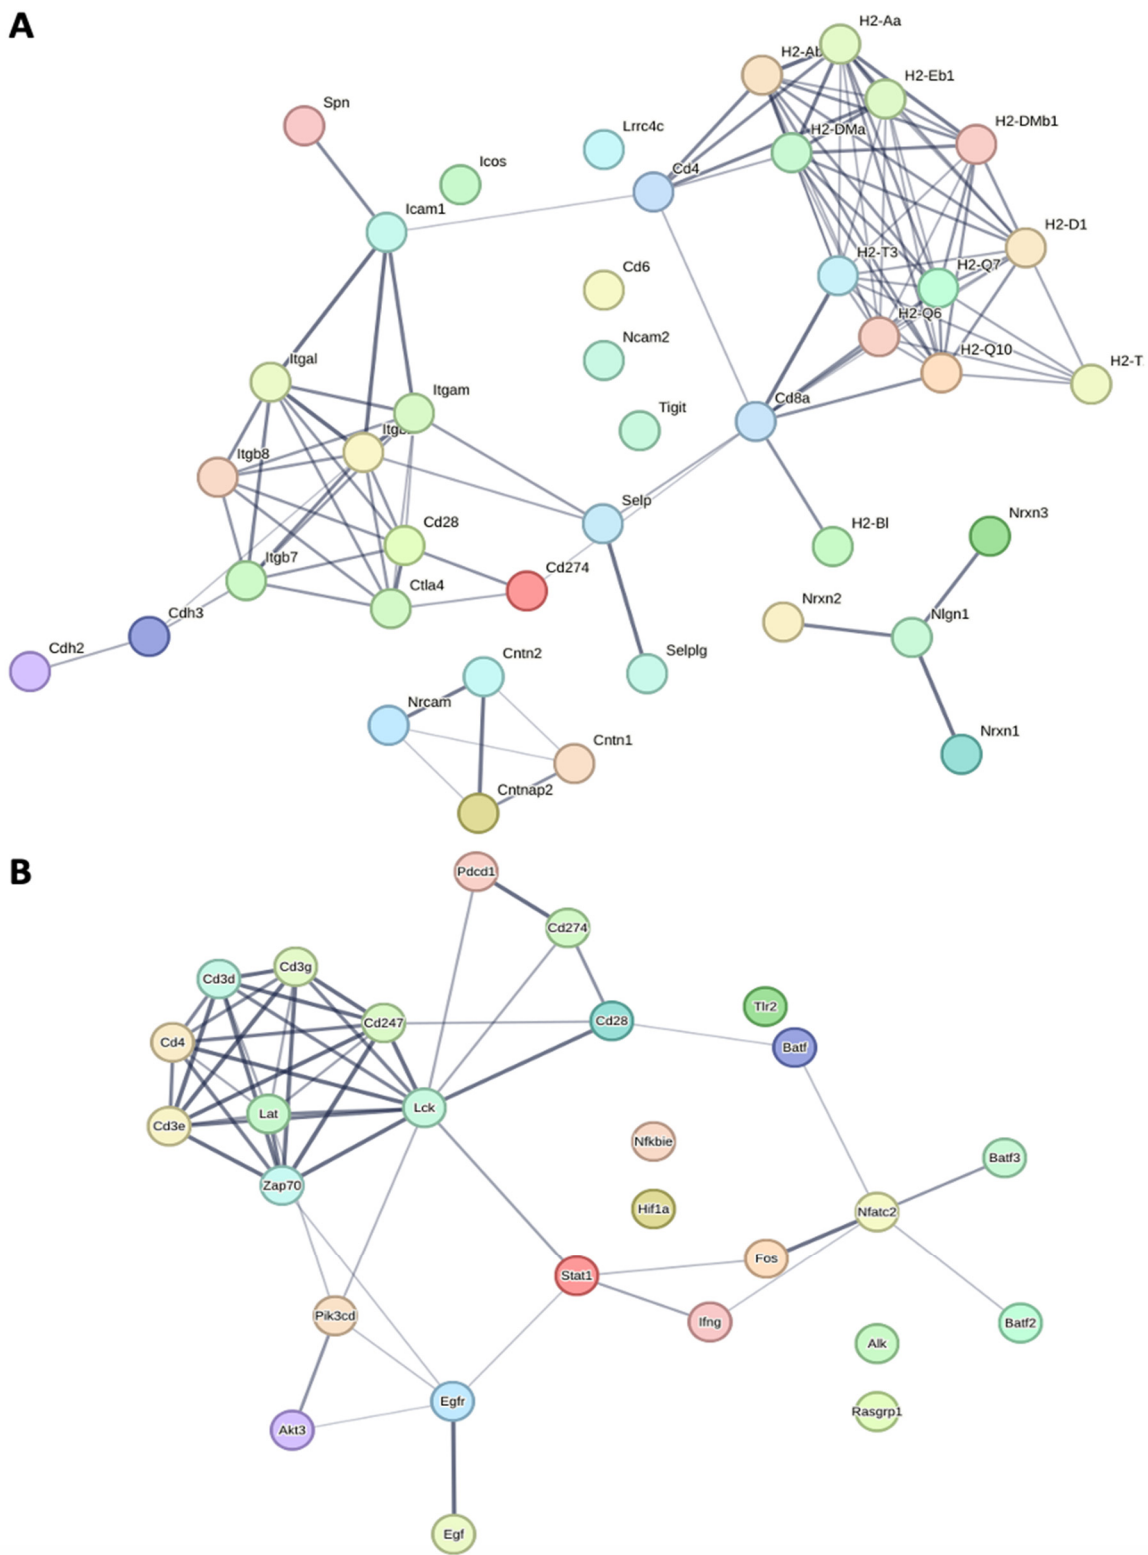 A
H2-Aa
H2-Ab
H2-Eb1
Spn
Lrrc4c
H2-DMa
H2-DMb1
Icos
Cd4
Icam1
H2-D1
H2-T3
Cd6
H2-Q7
H2-Q6
Ncam2
H2-Q10
Itgal
H2-T
Itgam
Cd8a
Tigit
Itgb8
Selp
Cd28
H2-Bl
Nrxn3
Itgb7
Cd274
Ctla4
Nrxn2
Cdh3
Nlgn1
Cdh2
Cntn2
Selplg
Nrcam
Nrxn1
Cntn1
Cntnap2
B
Pdcd1
Cd274
Cd3g
Cd3d
Tlr2
Cd247
Cd28
Cd4
Batf
Lck
Lat
Cd3e
Nfkbie
Batf3
Zap70
Hif1a
Nfatc2
Fos
Stat1
Pik3cd
Ifng
Batf2
Alk
Egfr
Rasgrp1
Akt3
Egf